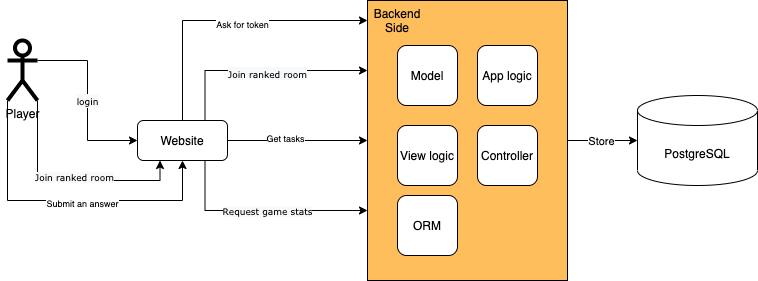 Ask for token
Backend
Side
Join ranked room
Model
App logic
login
Player
Website
Get tasks
View logic
Controller
Store
PostgreSQL
Join ranked room
Submit an answer
Request game stats
ORM